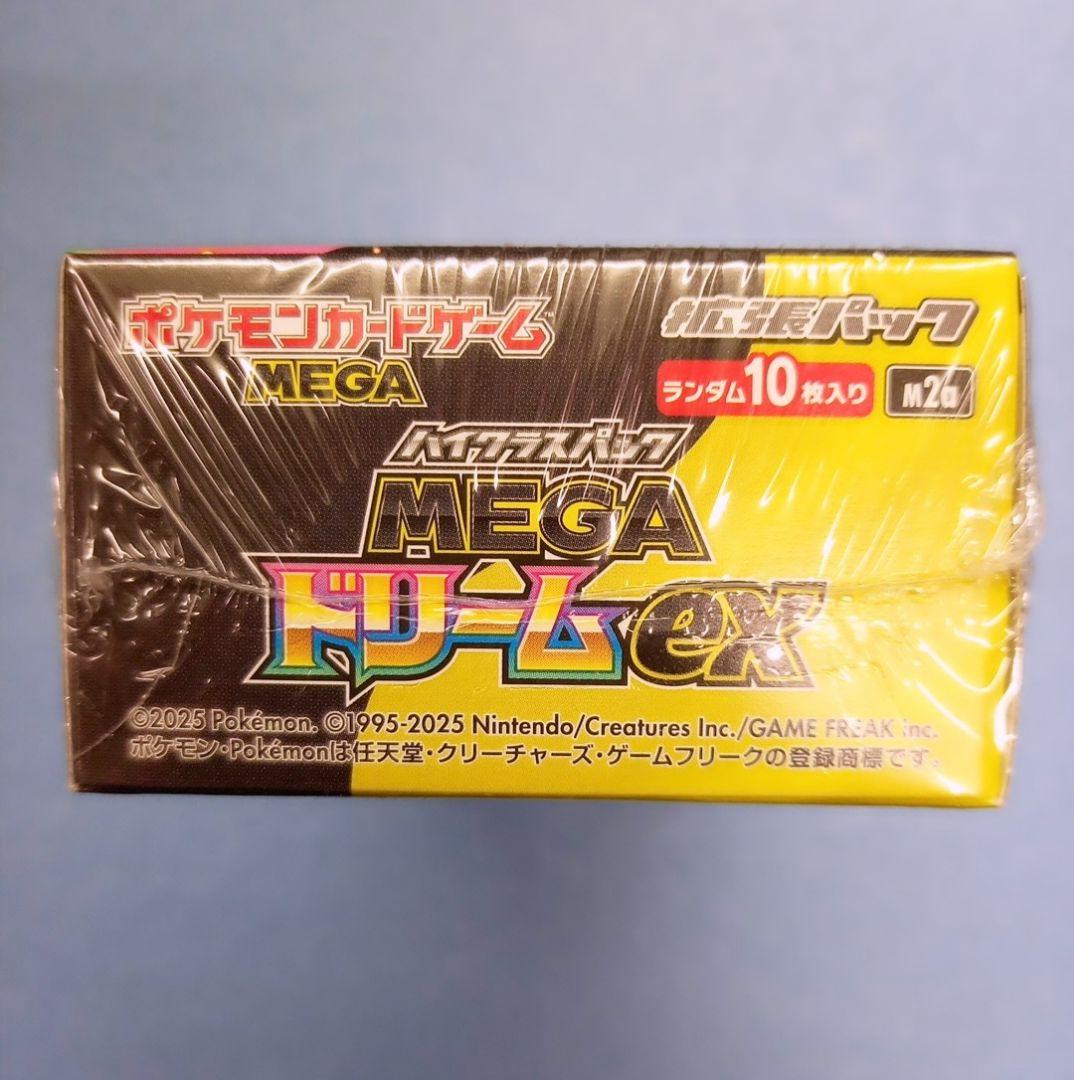 ポケモンカードゲーム™
MEGA
拡張パック
ランダム10枚入り
M2a
ハイクラスパック
MEGA
ドリームex
©2025 Pokémon. ©1995-2025 Nintendo/Creatures Inc./GAME FREAK inc.
ポケモン・Pokémonは任天堂・クリーチャーズ・ゲームフリークの登録商標です。